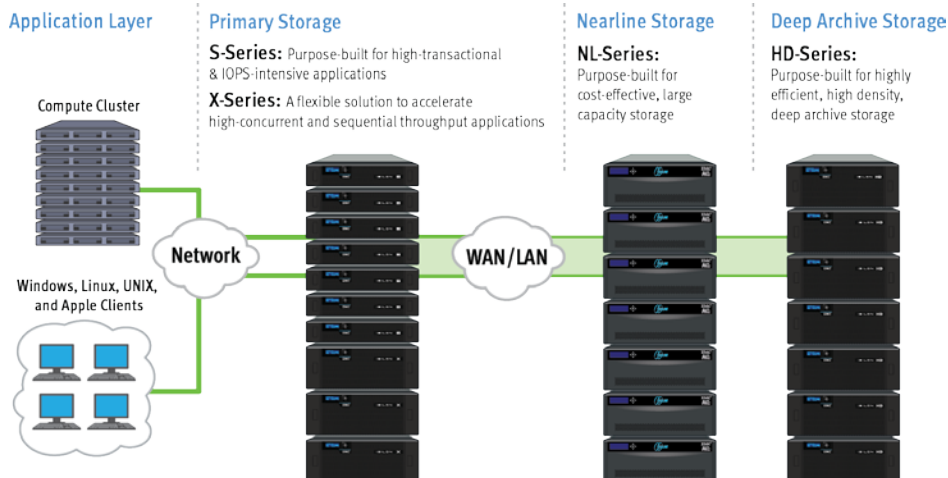 Application Layer
Primary Storage
S-Series: Purpose-built for high-transactional
& IOPS-intensive applications
X-Series: A flexible solution to accelerate
high-concurrent and sequential throughput applications
Nearline Storage
NL-Series:
Purpose-built for
cost-effective, large
capacity storage
Deep Archive Storage
HD-Series:
Purpose-built for highly
efficient, high density,
deep archive storage
Compute Cluster
Network
WAN/LAN
Windows, Linux, UNIX,
and Apple Clients